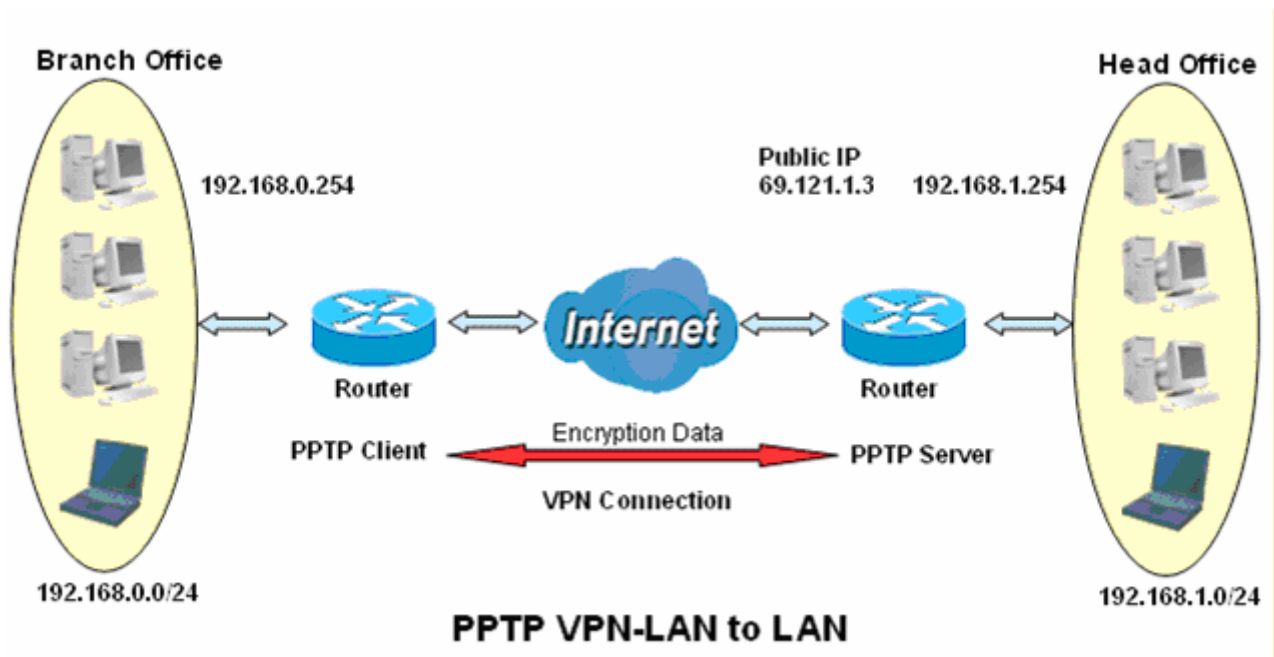 Branch Office
Head Office
Public IP
69.121.1.3
192.168.0.254
192.168.1.254
Internet
Router
Router
PPTP Client
Encryption Data
PPTP Server
VPN Connection
192.168.0.0/24
192.168.1.0/24
PPTP VPN-LAN to LAN